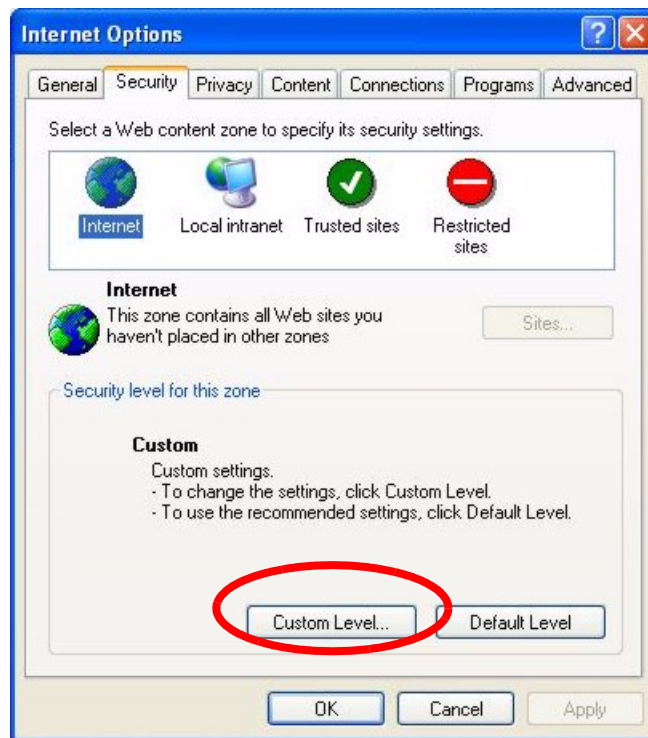 Internet Options
General Security Privacy Content Connections Programs Advanced
Select a Web content zone to specify its security settings.
Internet Local intranet Trusted sites Restricted sites
Internet
This zone contains all Web sites you
haven't placed in other zones
Sites...
Security level for this zone
Custom
Custom settings.
- To change the settings, click Custom Level.
- To use the recommended settings, click Default Level.
Custom Level... Default Level
OK Cancel Apply